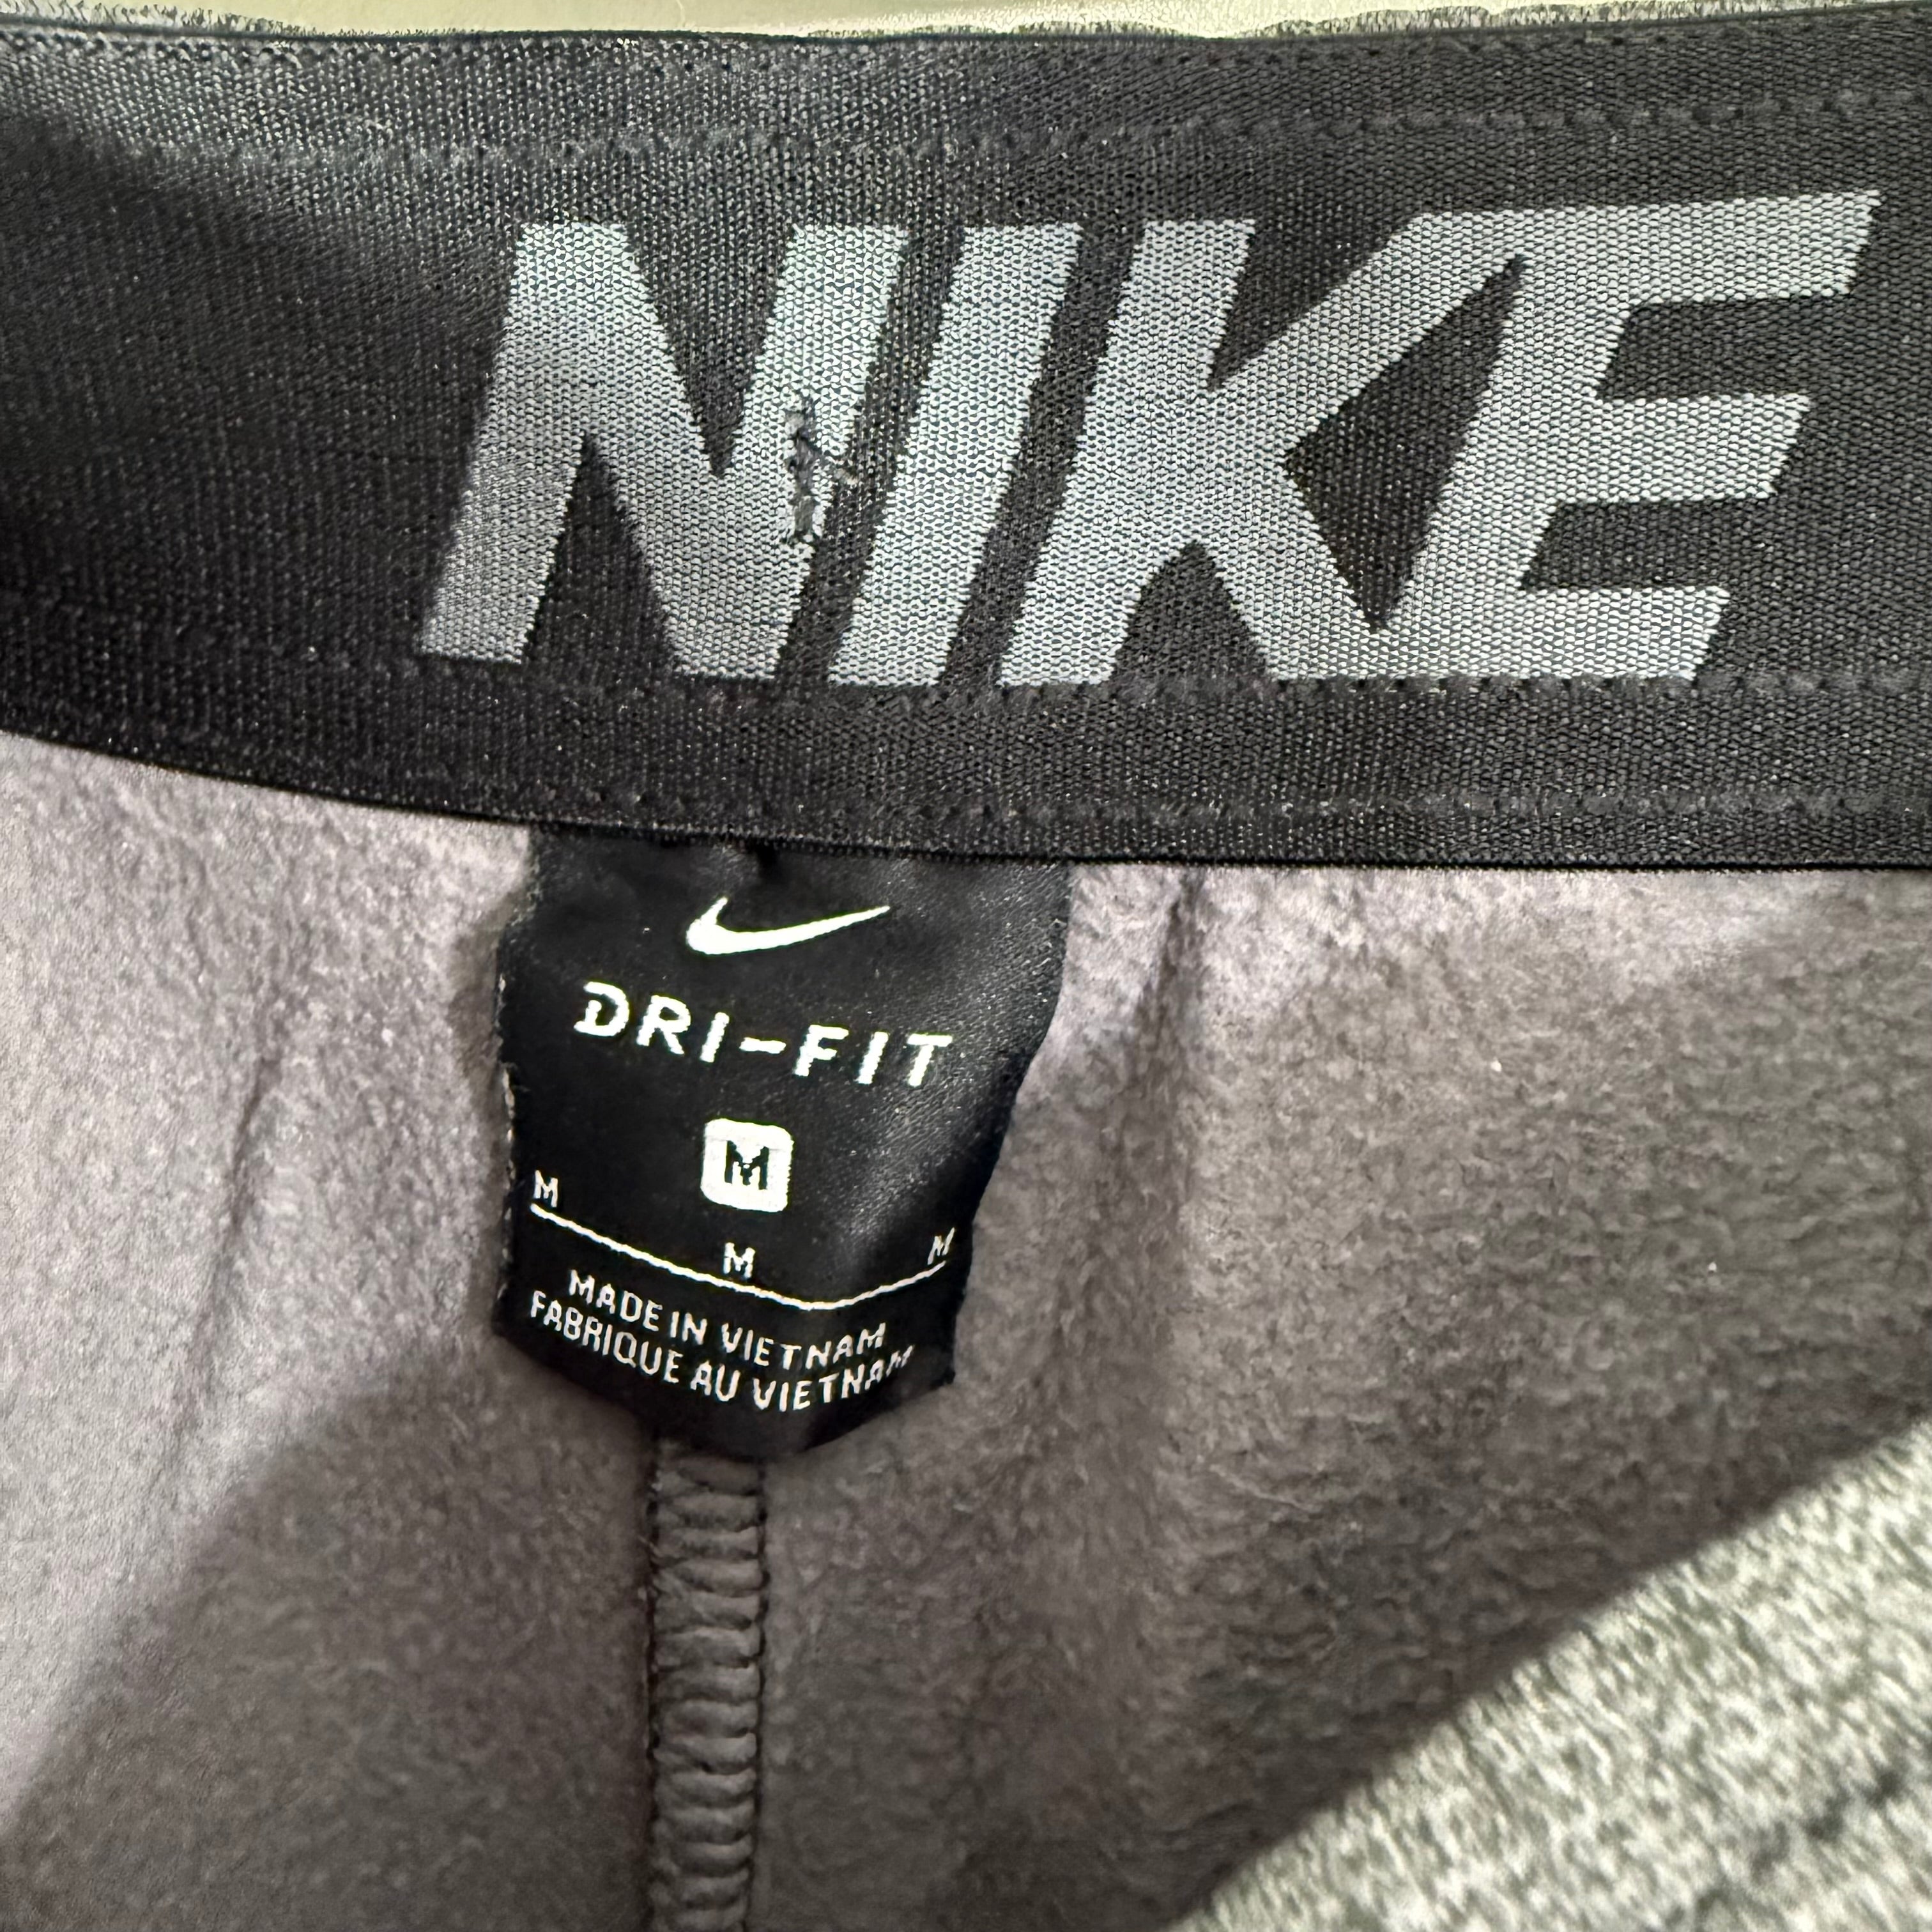 NIKE
DRI-FIT
M
M M M
MADE IN VIETNAM
FABRIQUE AU VIETNAM